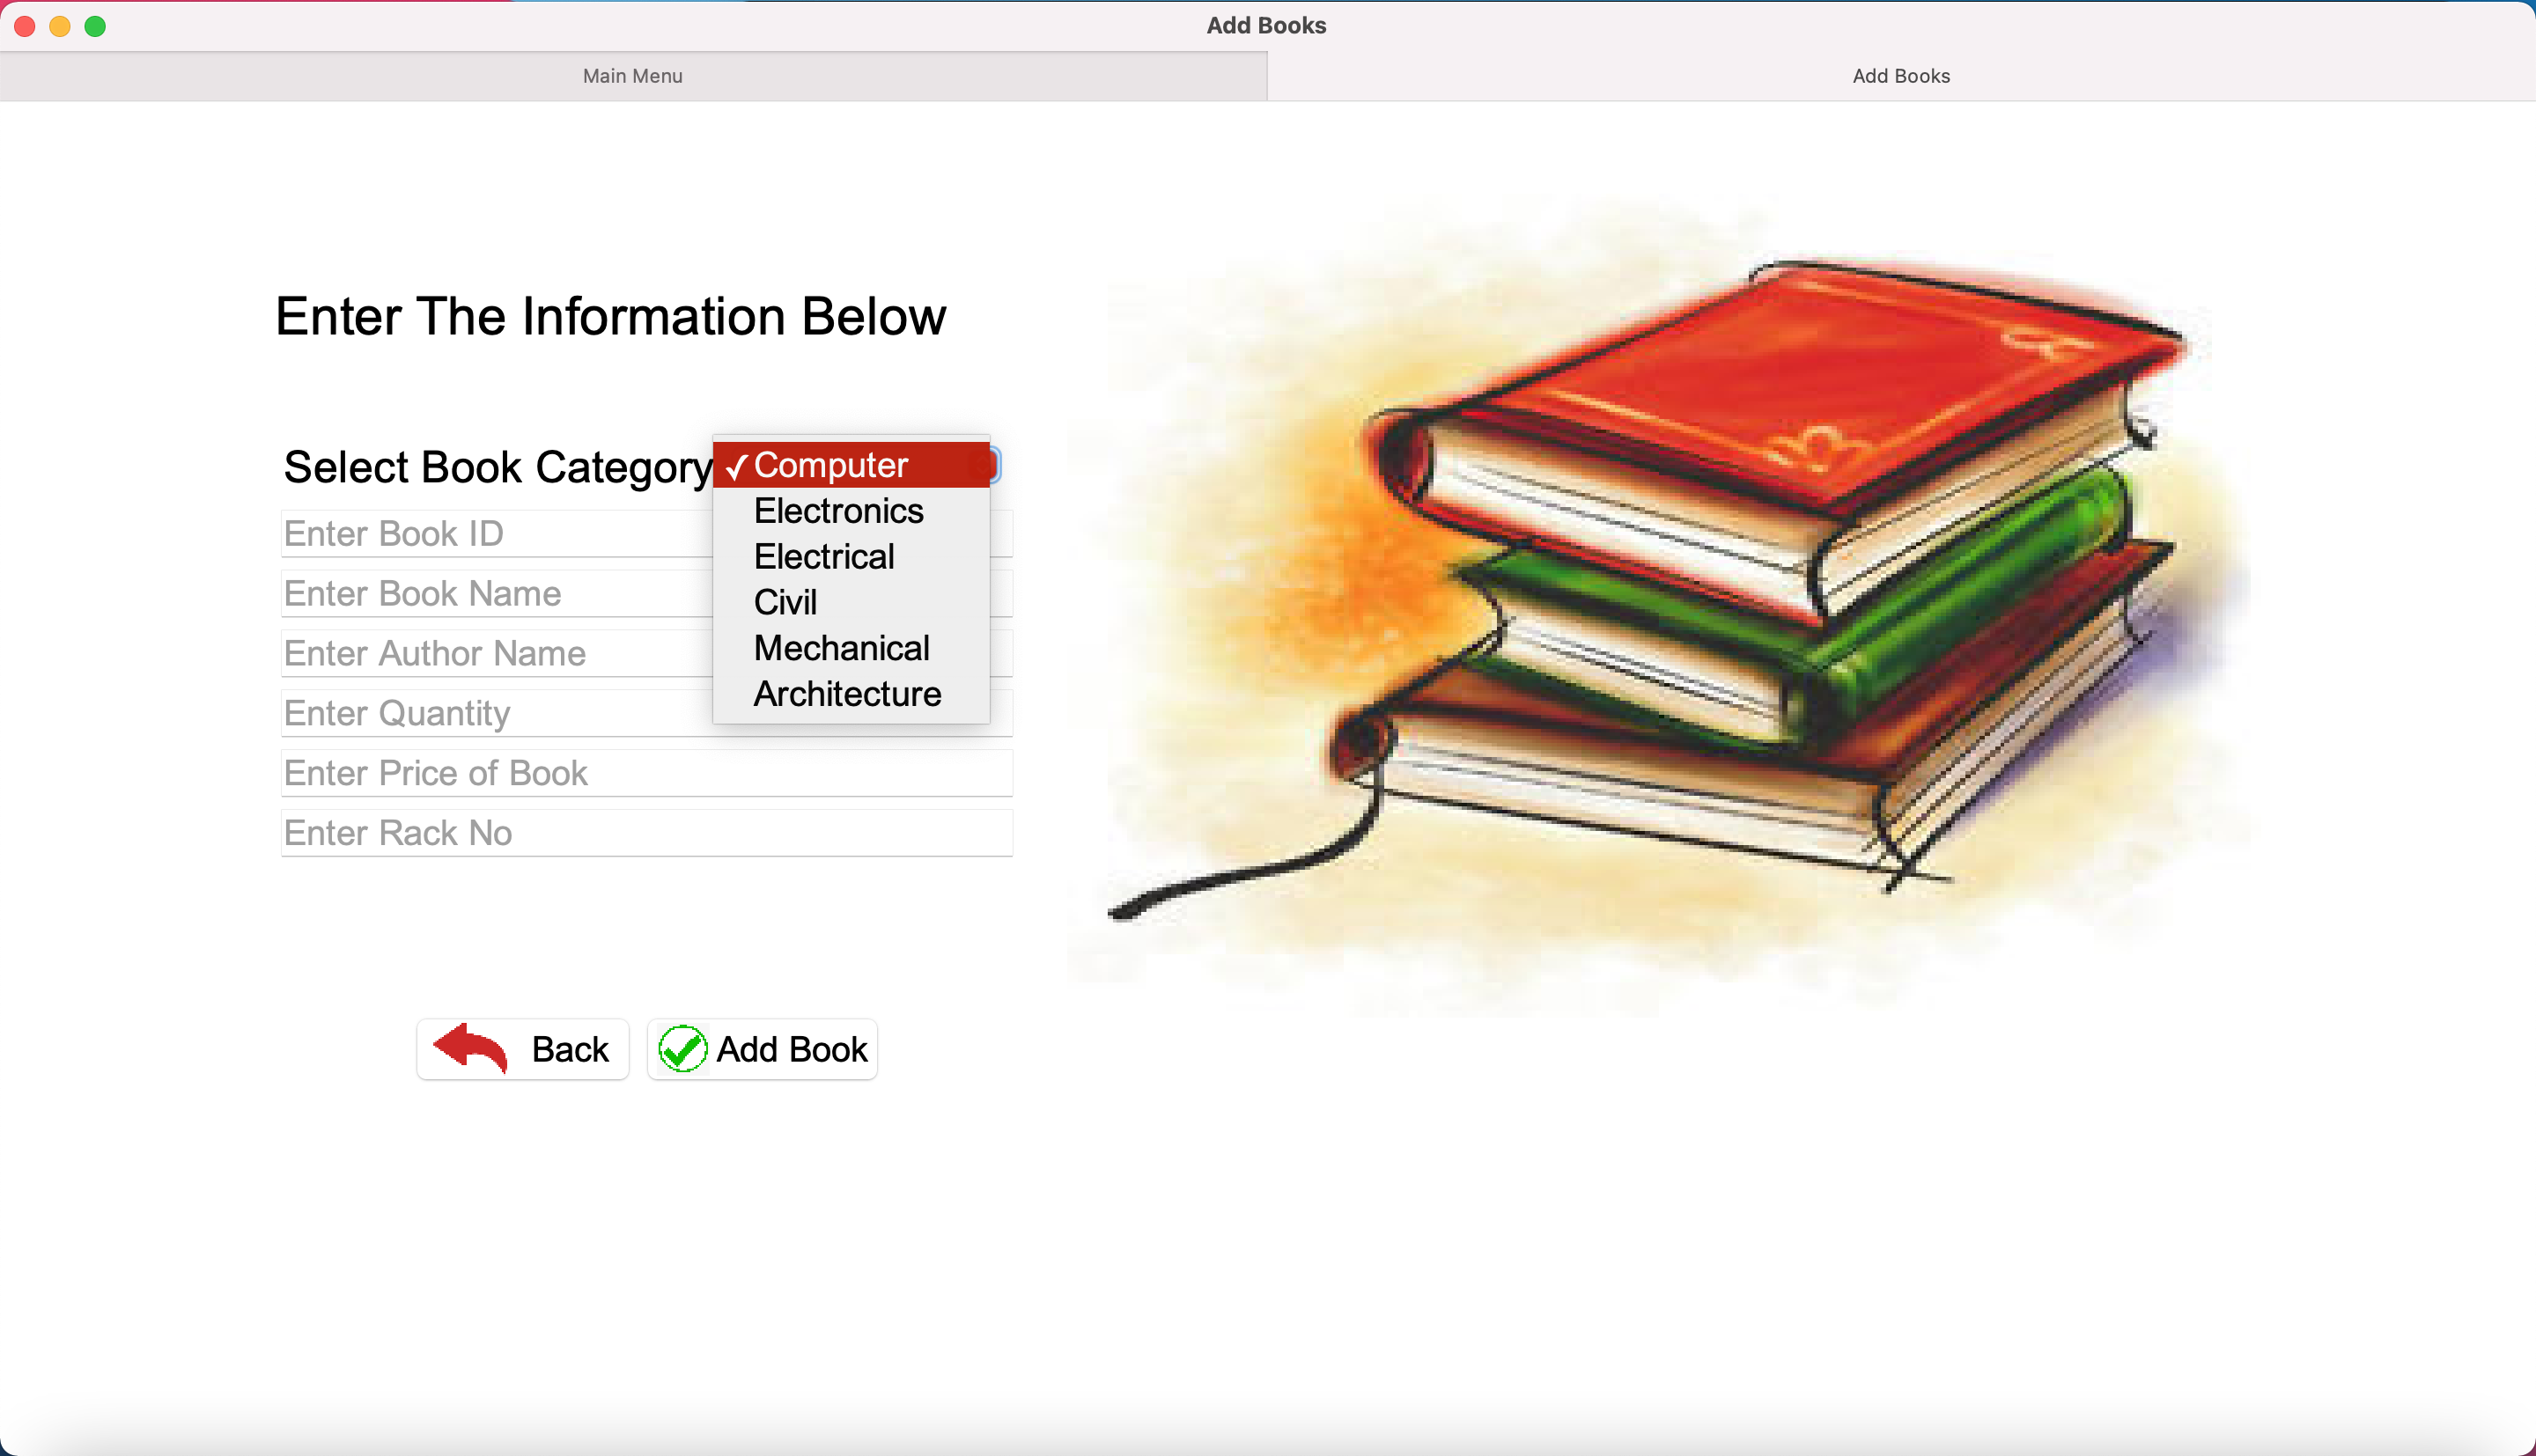 Add Books
Main Menu
Add Books
Enter The Information Below
Select Book Category
Computer
Electronics
Electrical
Civil
Mechanical
Architecture
Enter Book ID
Enter Book Name
Enter Author Name
Enter Quantity
Enter Price of Book
Enter Rack No
Back
Add Book